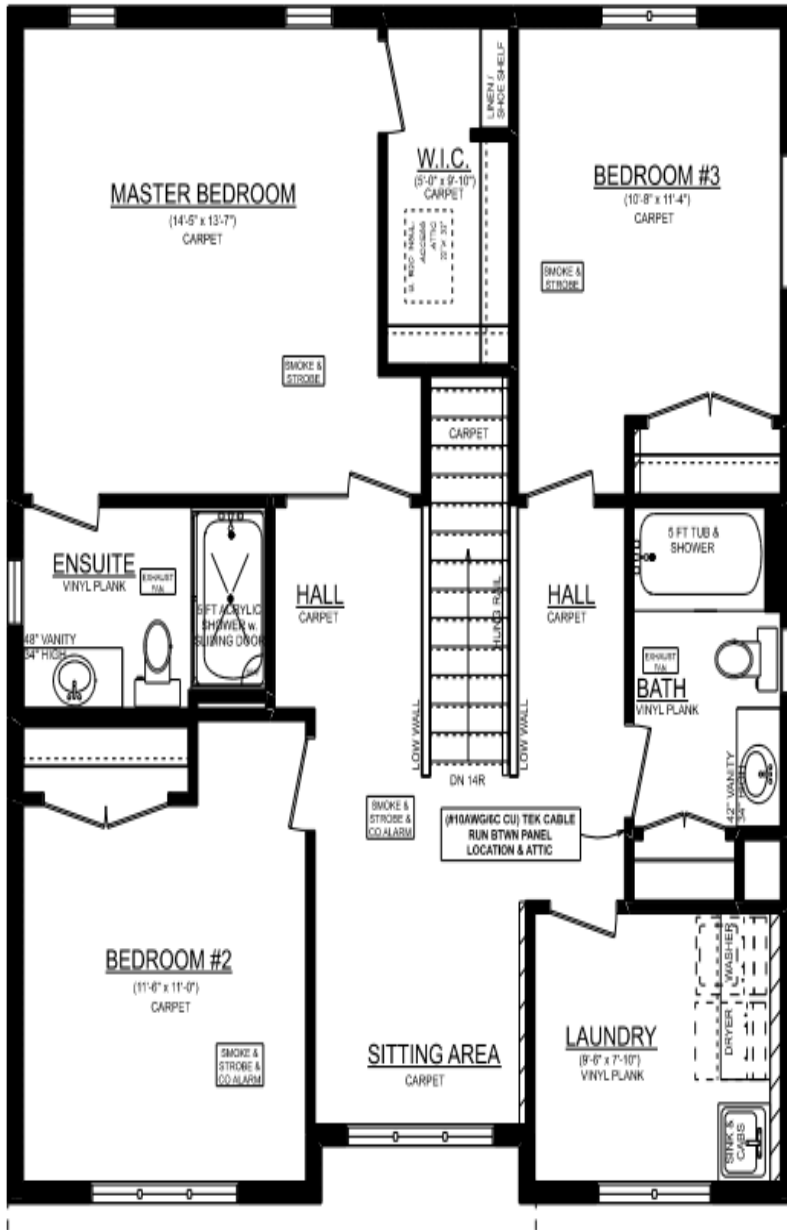 LINEN /
SHOE SHELF
W.I.C.
(5'-0" x 9'-10")
CARPET
MASTER BEDROOM
(14'-5" x 13'-7")
CARPET
BEDROOM #3
(10'-8" x 11'-4")
CARPET
ATTIC
ACCESS
SMOKE &
STROBE
SMOKE &
STROBE
CARPET
ENSUITE
VINYL PLANK
EXHAUST
FAN
5 FT ACRYLIC
SHOWER w.
SLIDING DOOR
48" VANITY
34" HIGH
HALL
CARPET
HUNG RAIL
HALL
CARPET
5 FT TUB &
SHOWER
EXHAUST
FAN
BATH
VINYL PLANK
42" VANITY
34" HIGH
LOW WALL
LOW WALL
DN 14R
SMOKE &
STROBE &
CO ALARM
(#10AWG/6C CU) TEK CABLE
RUN BTWN PANEL
LOCATION & ATTIC
BEDROOM #2
(11'-6" x 11'-0")
CARPET
SMOKE &
STROBE &
CO ALARM
SITTING AREA
CARPET
LAUNDRY
(9'-6" x 7'-10")
VINYL PLANK
WASHER
DRYER
SINK &
CABS